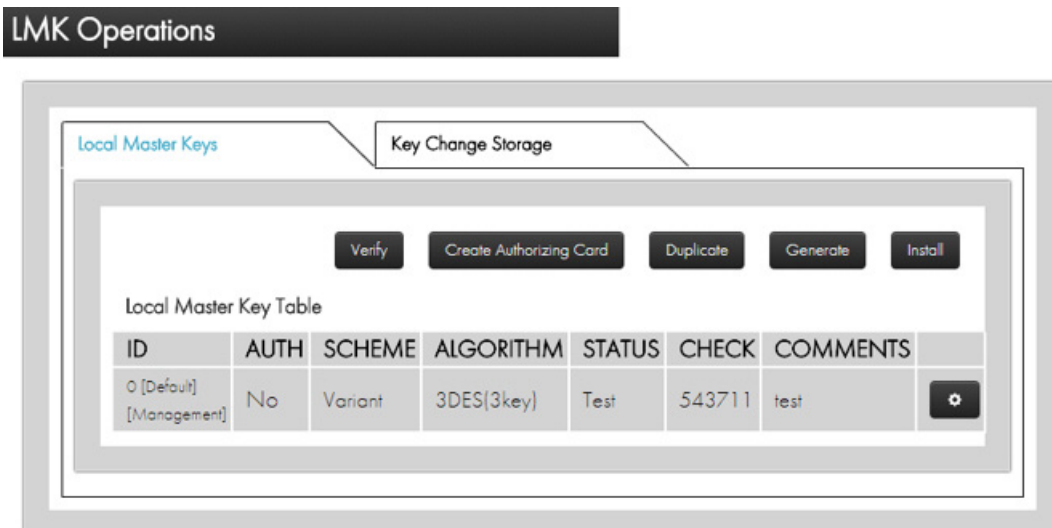 LMK Operations
Local Master Keys
Key Change Storage
Verify
Create Authorizing Card
Duplicate
Generate
Install
Local Master Key Table
ID AUTH SCHEME ALGORITHM STATUS CHECK COMMENTS
0 [Default] [Management] No Variant 3DES(3key) Test 543711 test